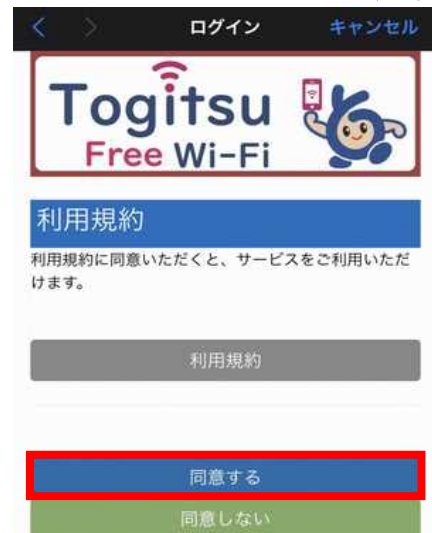 ログイン
キャンセル
Togitsu
Free Wi-Fi
利用規約
利用規約に同意いただくと、サービスをご利用いただ
けます。
利用規約
同意する
同意しない